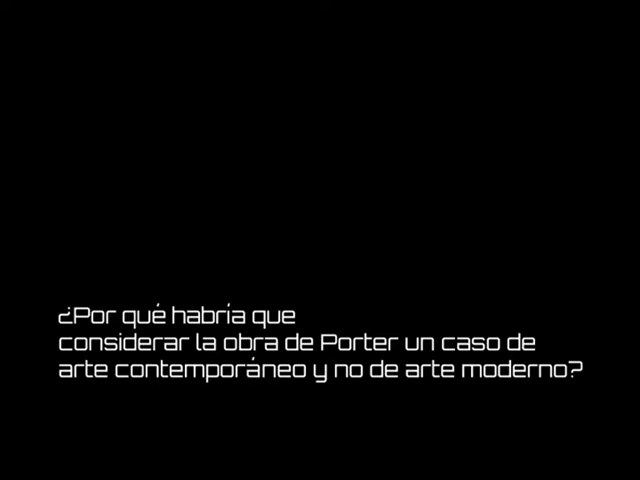 ¿Por qué habría que
considerar la obra de Porter un caso de
arte contemporáneo y no de arte moderno?